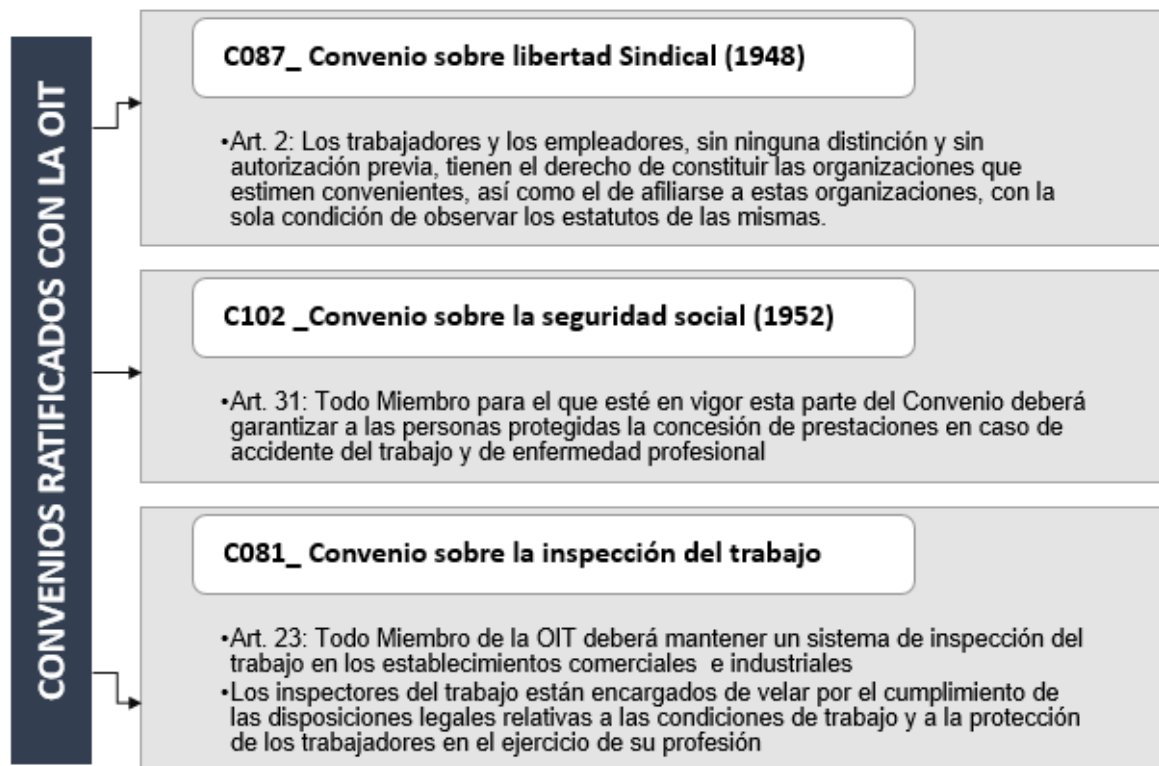 CONVENIOS RATIFICADOS CON LA OIT
C087_ Convenio sobre libertad Sindical (1948)
•Art. 2: Los trabajadores y los empleadores, sin ninguna distinción y sin
autorización previa, tienen el derecho de constituir las organizaciones que
estimen convenientes, así como el de afiliarse a estas organizaciones, con la
sola condición de observar los estatutos de las mismas.
C102 _Convenio sobre la seguridad social (1952)
•Art. 31: Todo Miembro para el que esté en vigor esta parte del Convenio deberá
garantizar a las personas protegidas la concesión de prestaciones en caso de
accidente del trabajo y de enfermedad profesional
C081_ Convenio sobre la inspección del trabajo
•Art. 23: Todo Miembro de la OIT deberá mantener un sistema de inspección del
trabajo en los establecimientos comerciales  e industriales
•Los inspectores del trabajo están encargados de velar por el cumplimiento de
las disposiciones legales relativas a las condiciones de trabajo y a la protección
de los trabajadores en el ejercicio de su profesión